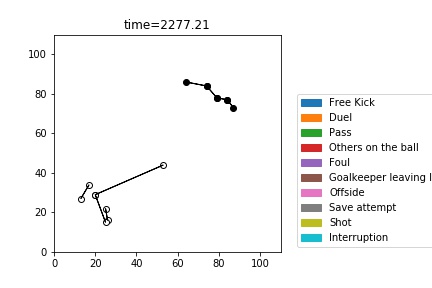 time=2277.21
100
80
60
40
20
0
0 20 40 60 80 100
Free Kick
Duel
Pass
Others on the ball
Foul
Goalkeeper leaving l
Offside
Save attempt
Shot
Interruption